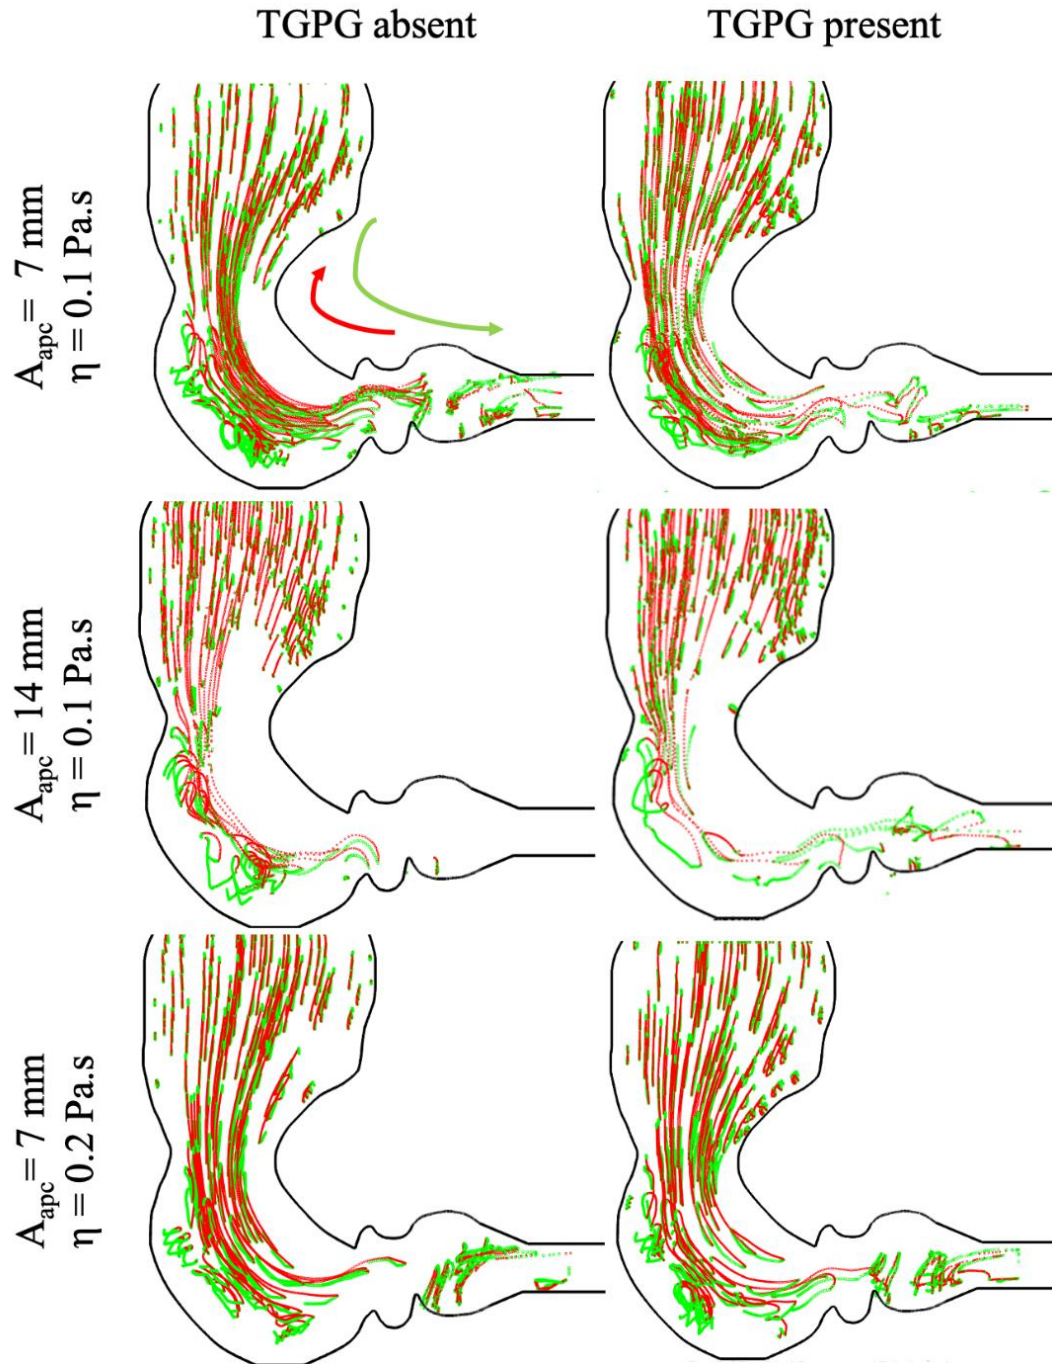 TGPG absent
TGPG present
A_apc = 7 mm
η = 0.1 Pa.s
A_apc = 14 mm
η = 0.1 Pa.s
A_apc = 7 mm
η = 0.2 Pa.s